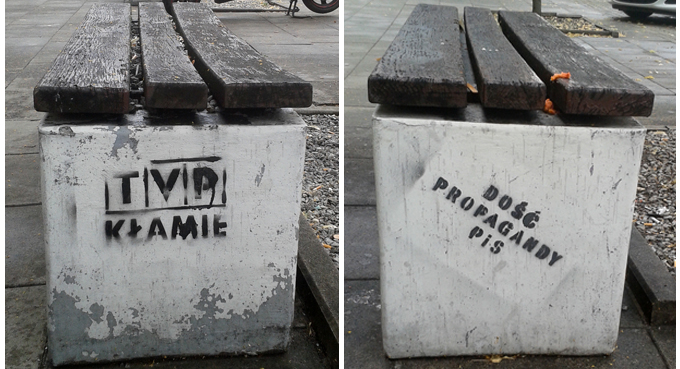 TVP
KŁAMIE
DOŚĆ
PROPAGANDY
PiS